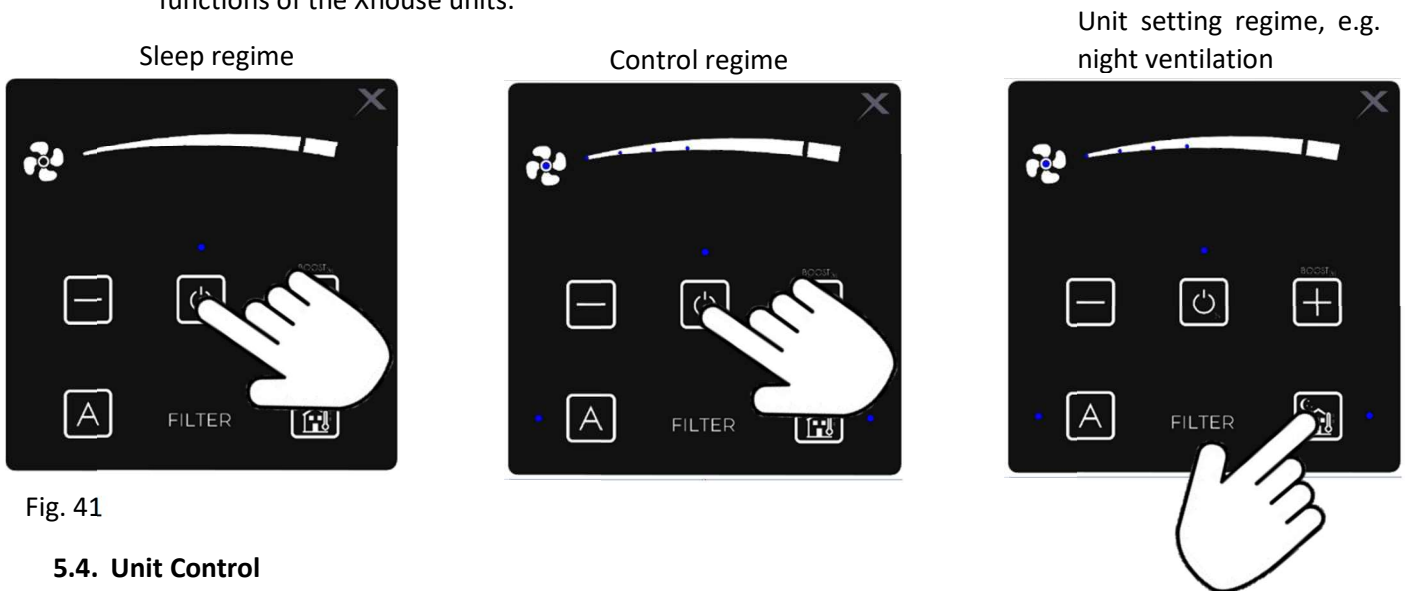 functions of the Xhouse units.
Sleep regime
Control regime
Unit setting regime, e.g.
night ventilation
X
X
X
BOOST
BOOST
BOOST
A
FILTER
A
FILTER
A
FILTER
Fig. 41
5.4. Unit Control